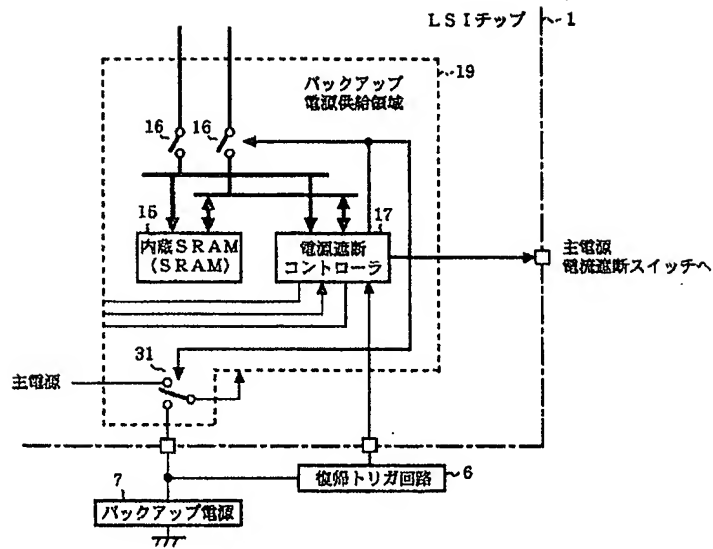 LSIチップ 1
19
バックアップ
電源供給領域
16 16
15 17
内蔵SRAM
(SRAM)
電源遮断
コントローラ
主電源
電流遮断スイッチへ
31
主電源
復帰トリガ回路 6
7
バックアップ電源